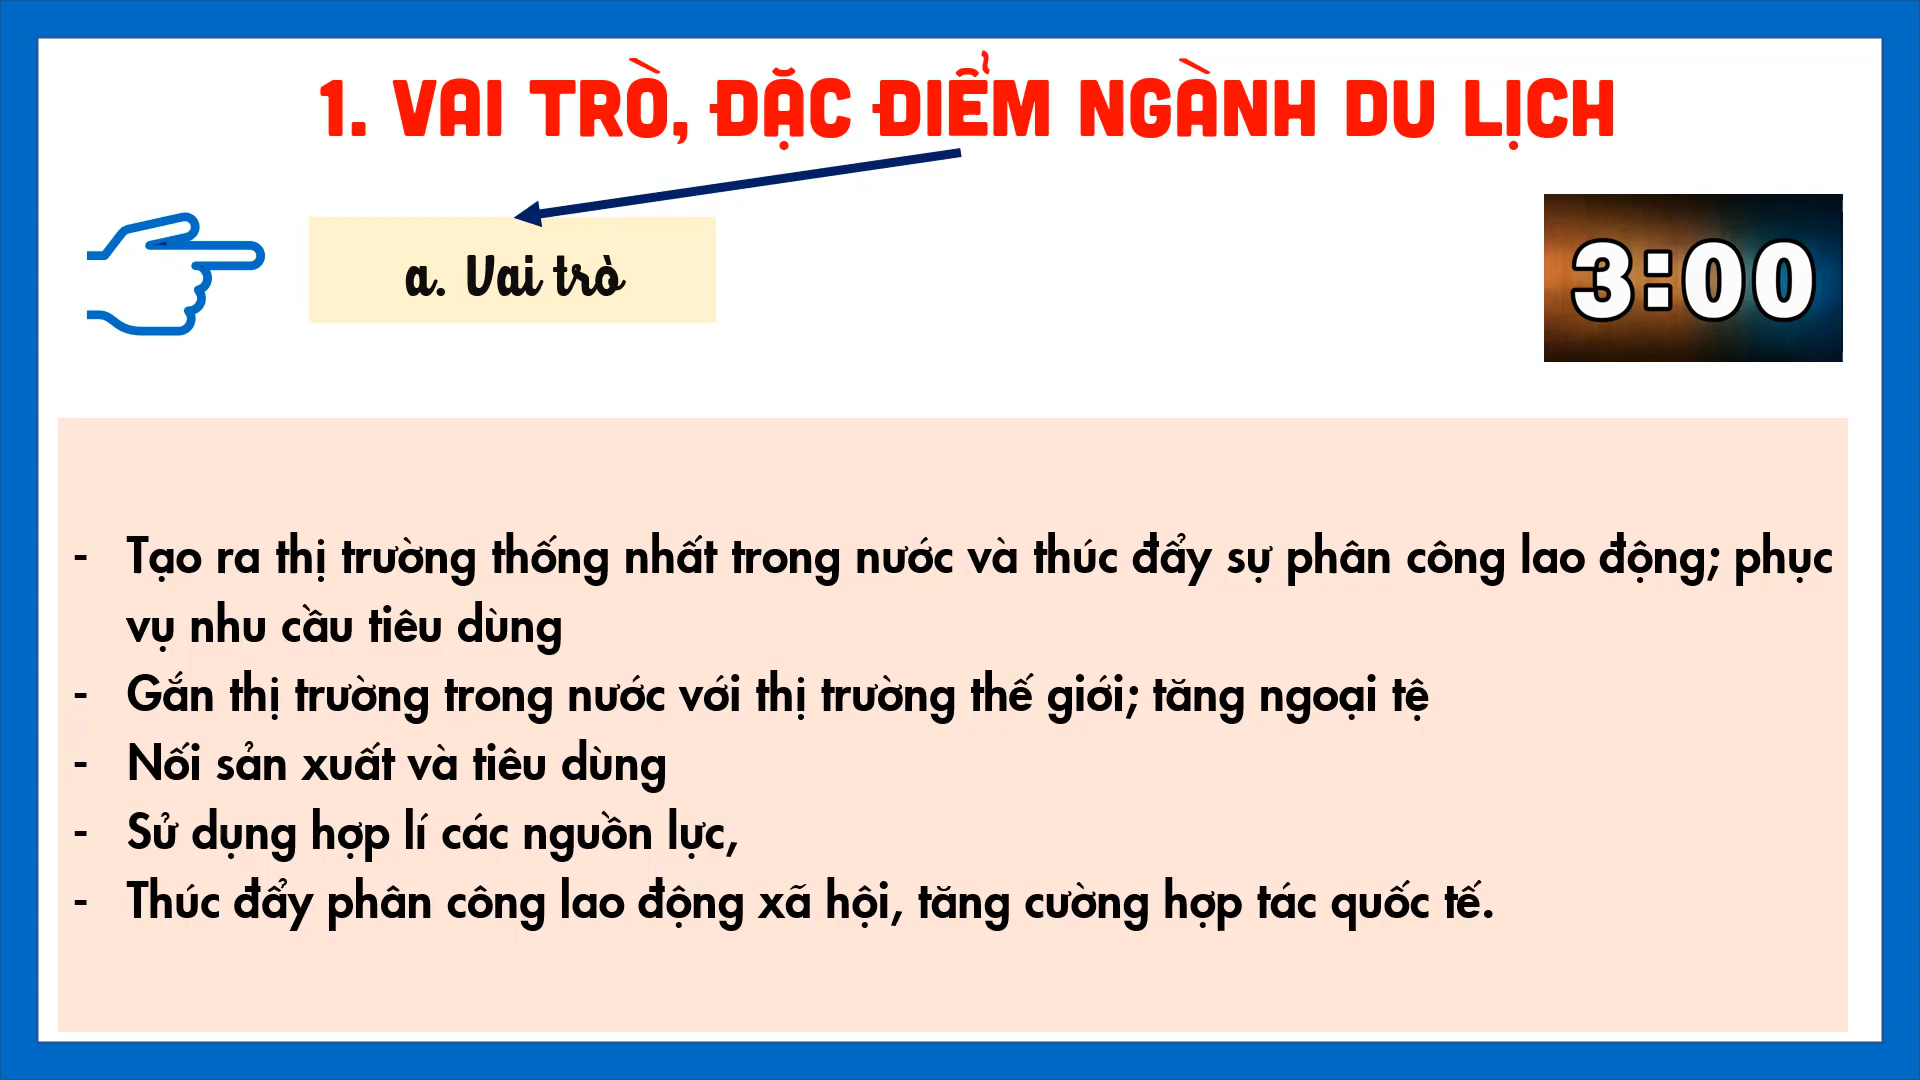 1. VAI TRÒ, ĐẶC ĐIỂM NGÀNH DU LỊCH
a. Vai trò
3:00
- Tạo ra thị trường thống nhất trong nước và thúc đẩy sự phân công lao động; phục
vụ nhu cầu tiêu dùng
- Gắn thị trường trong nước với thị trường thế giới; tăng ngoại tệ
- Nối sản xuất và tiêu dùng
- Sử dụng hợp lí các nguồn lực,
- Thúc đẩy phân công lao động xã hội, tăng cường hợp tác quốc tế.